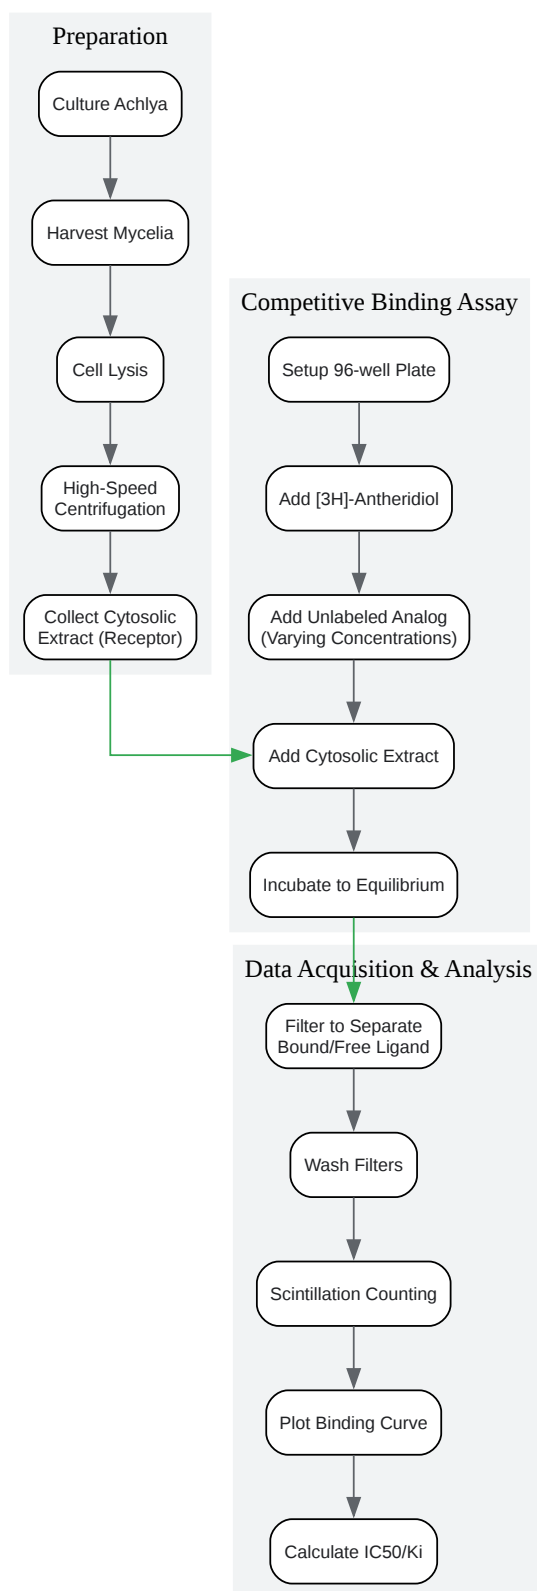 Preparation
Culture Achlya
Harvest Mycelia
Cell Lysis
High-Speed
Centrifugation
Collect Cytosolic
Extract (Receptor)
Competitive Binding Assay
Setup 96-well Plate
Add [3H]-Antheridiol
Add Unlabeled Analog
(Varying Concentrations)
Add Cytosolic Extract
Incubate to Equilibrium
Data Acquisition & Analysis
Filter to Separate
Bound/Free Ligand
Wash Filters
Scintillation Counting
Plot Binding Curve
Calculate IC50/Ki